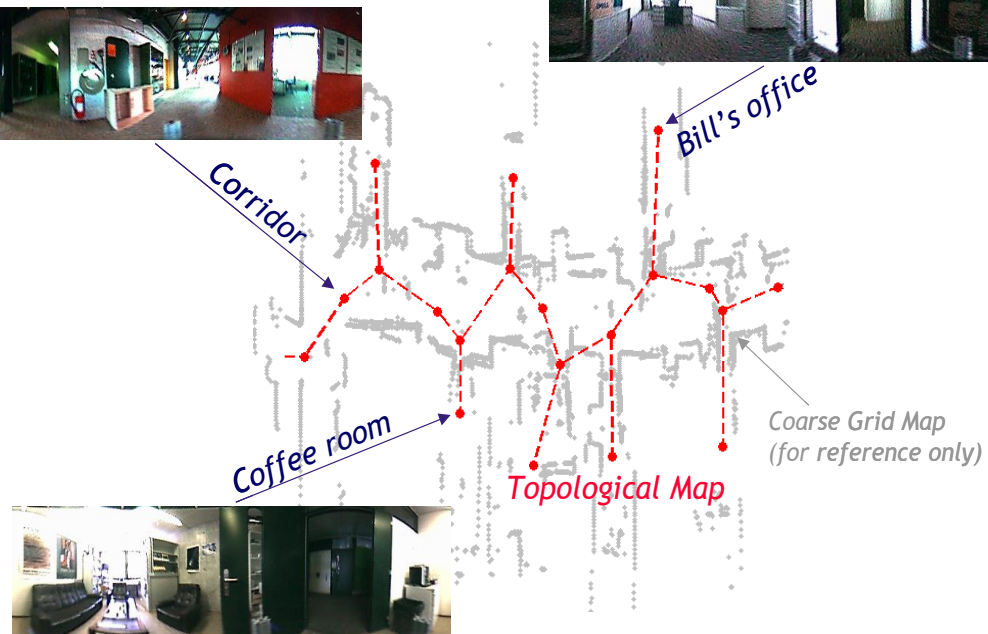 Bill's office
Corridor
Coffee room
Coarse Grid Map
(for reference only)
Topological Map